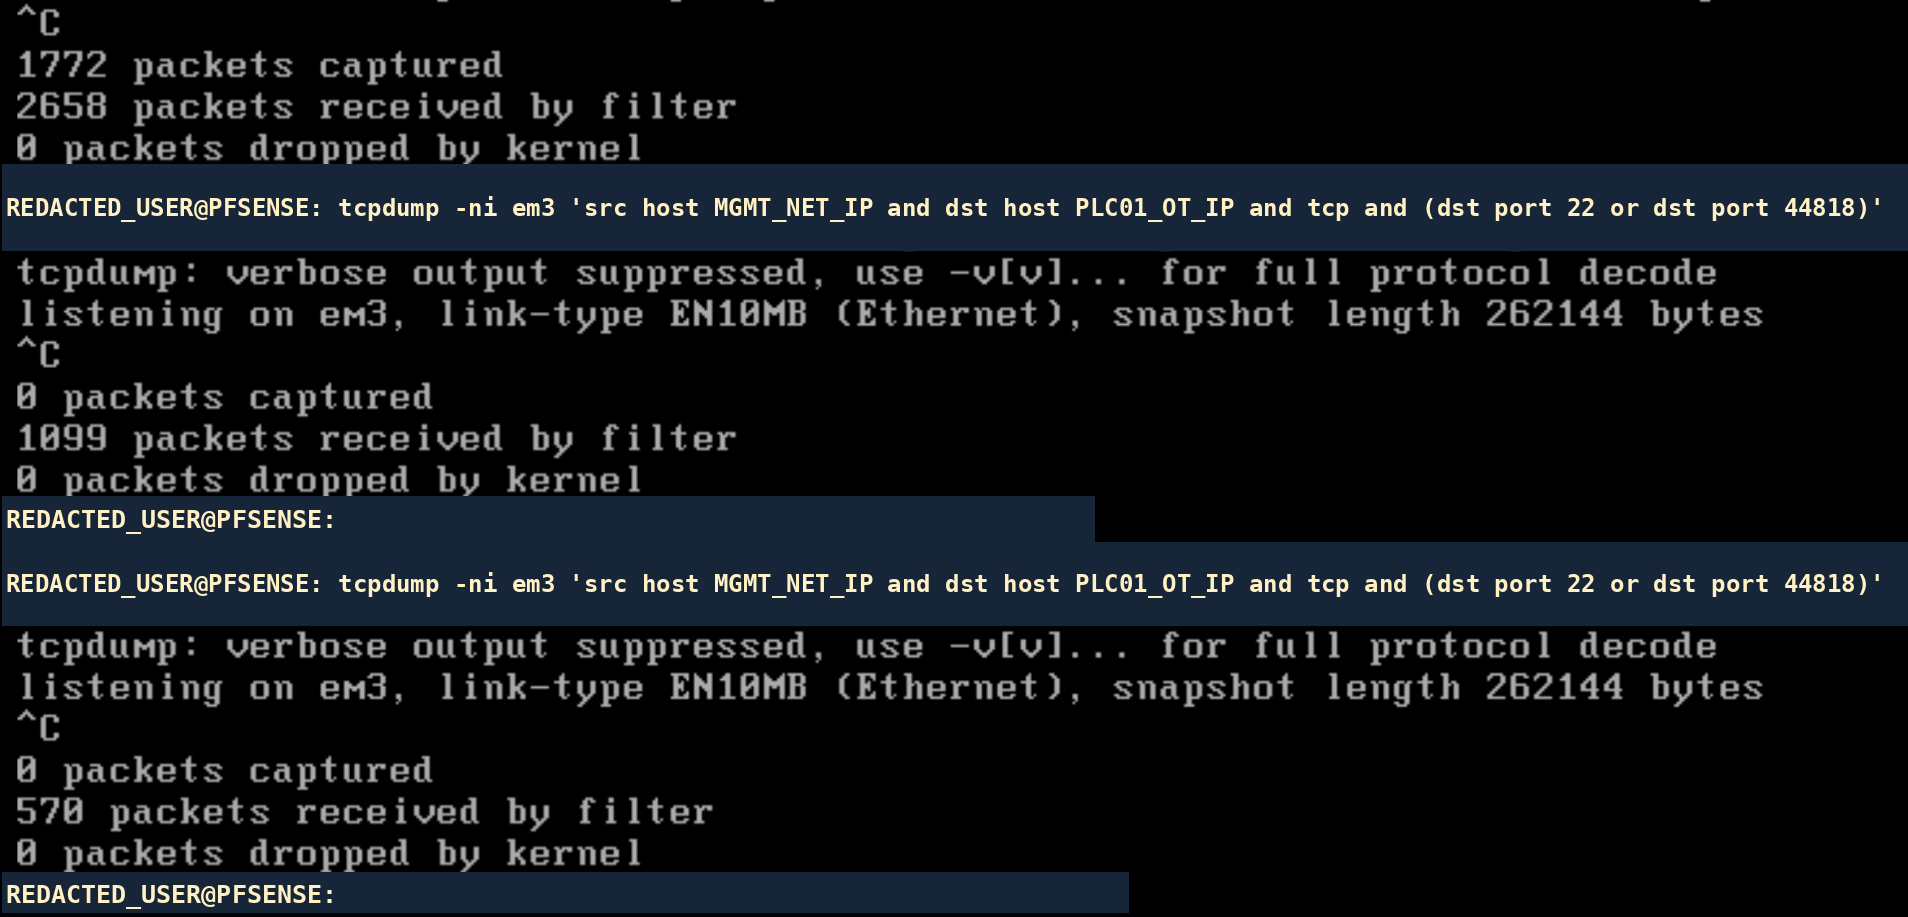 ^C
1772 packets captured
2658 packets received by filter
0 packets dropped by kernel
REDACTED_USER@PFSENSE: tcpdump -ni em3 'src host MGMT_NET_IP and dst host PLC01_OT_IP and tcp and (dst port 22 or dst port 44818)'
tcpdump: verbose output suppressed, use -v[v]... for full protocol decode
listening on em3, link-type EN10MB (Ethernet), snapshot length 262144 bytes
^C
0 packets captured
1099 packets received by filter
0 packets dropped by kernel
REDACTED_USER@PFSENSE:
REDACTED_USER@PFSENSE: tcpdump -ni em3 'src host MGMT_NET_IP and dst host PLC01_OT_IP and tcp and (dst port 22 or dst port 44818)'
tcpdump: verbose output suppressed, use -v[v]... for full protocol decode
listening on em3, link-type EN10MB (Ethernet), snapshot length 262144 bytes
^C
0 packets captured
570 packets received by filter
0 packets dropped by kernel
REDACTED_USER@PFSENSE: